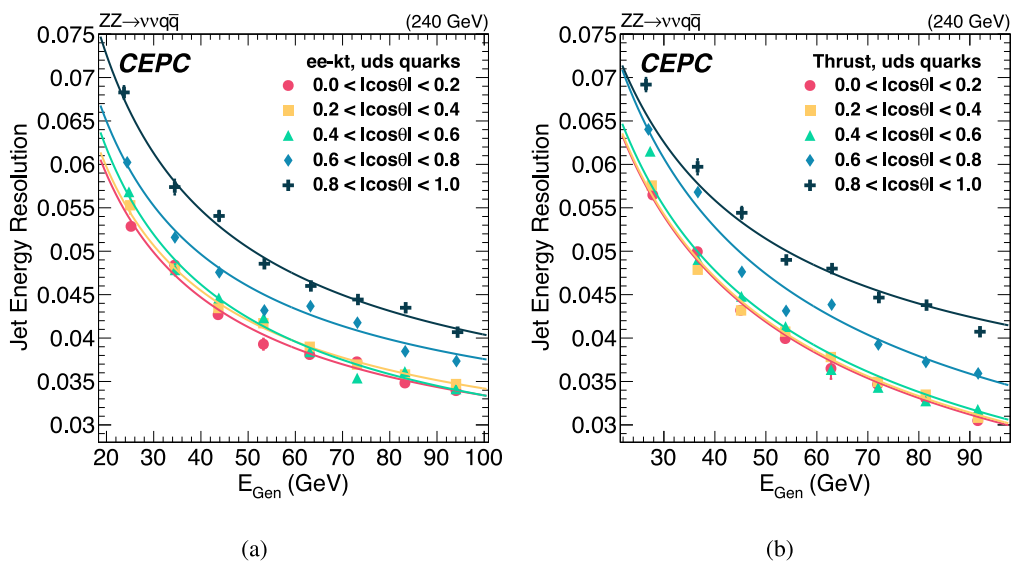 ZZ→ννqq̅ (240 GeV)
CEPC
ee-kt, uds quarks
0.0 < |cosθ| < 0.2
0.2 < |cosθ| < 0.4
0.4 < |cosθ| < 0.6
0.6 < |cosθ| < 0.8
0.8 < |cosθ| < 1.0
Jet Energy Resolution
0.075
0.07
0.065
0.06
0.055
0.05
0.045
0.04
0.035
0.03
20 30 40 50 60 70 80 90 100
E_Gen (GeV)
(a)
ZZ→ννqq̅ (240 GeV)
CEPC
Thrust, uds quarks
0.0 < |cosθ| < 0.2
0.2 < |cosθ| < 0.4
0.4 < |cosθ| < 0.6
0.6 < |cosθ| < 0.8
0.8 < |cosθ| < 1.0
Jet Energy Resolution
0.075
0.07
0.065
0.06
0.055
0.05
0.045
0.04
0.035
0.03
30 40 50 60 70 80 90
E_Gen (GeV)
(b)